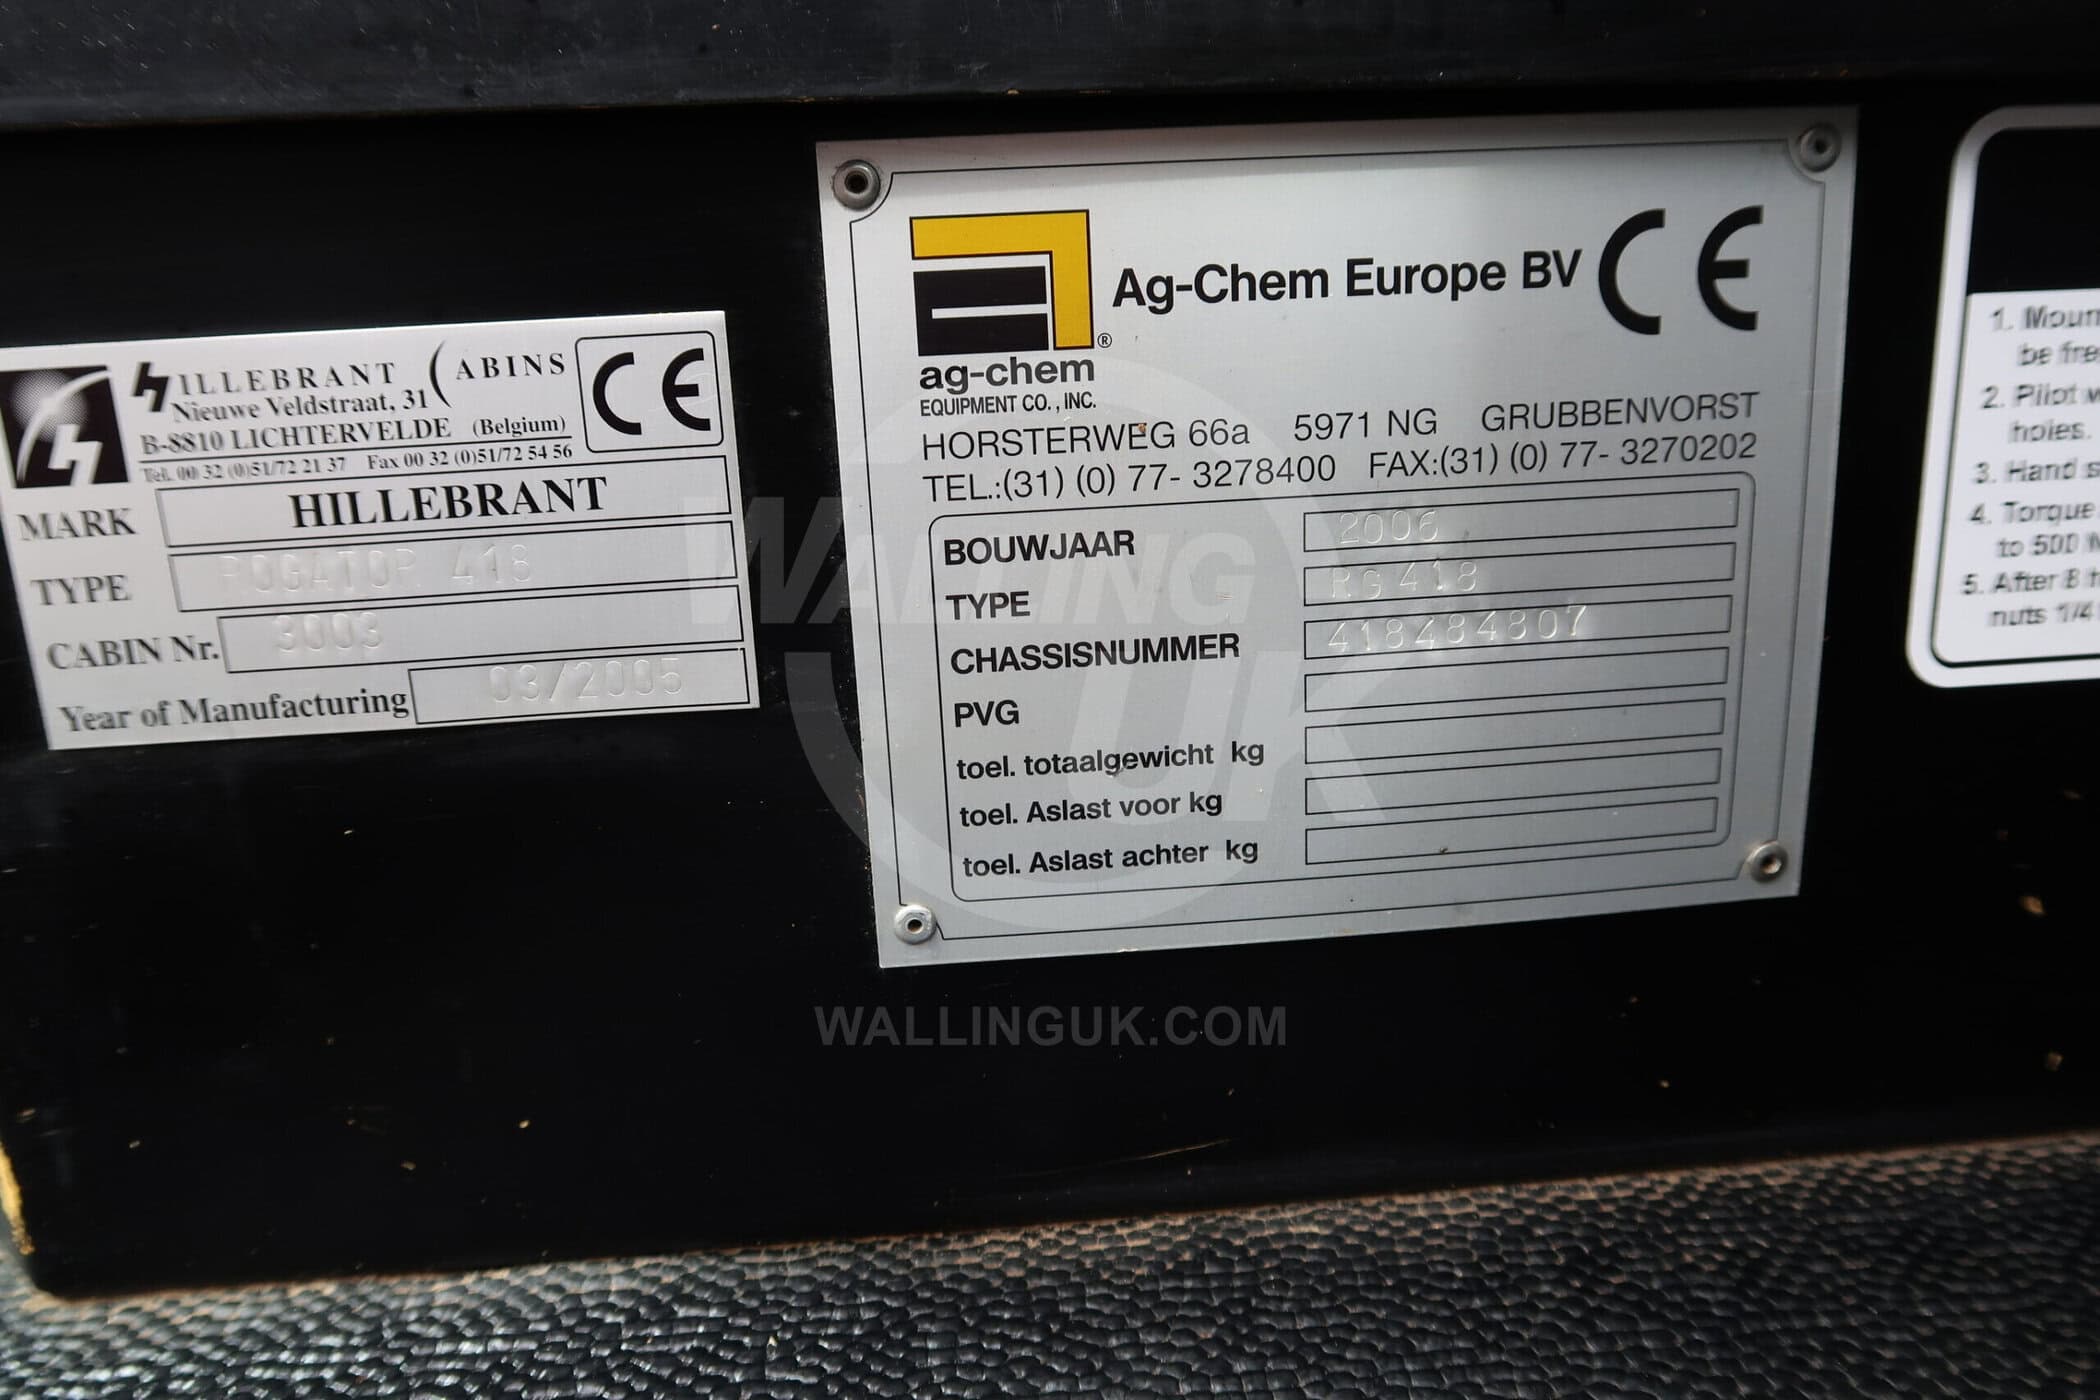 HILLEBRANT CABINS
Nieuwe Veldstraat, 31
B-8810 LICHTERVELDE (Belgium)
Tel. 00 32 (0)51/72 21 37 Fax 00 32 (0)51/72 54 56
CE
MARK HILLEBRANT
TYPE ROGATOR 418
CABIN Nr. 3003
Year of Manufacturing 03/2005
Ag-Chem Europe BV CE
®
ag-chem
EQUIPMENT CO., INC.
HORSTERWEG 66a 5971 NG GRUBBENVORST
TEL.:(31) (0) 77- 3278400 FAX:(31) (0) 77- 3270202
BOUWJAAR 2006
TYPE RG418
CHASSISNUMMER 418484807
PVG
toel. totaalgewicht kg
toel. Aslast voor kg
toel. Aslast achter kg
1. Moun
be fre
2. Pilot w
holes.
3. Hand s
4. Torque
to 500 N
5. After 8 h
nuts 1/4
WALLING
UK
WALLINGUK.COM